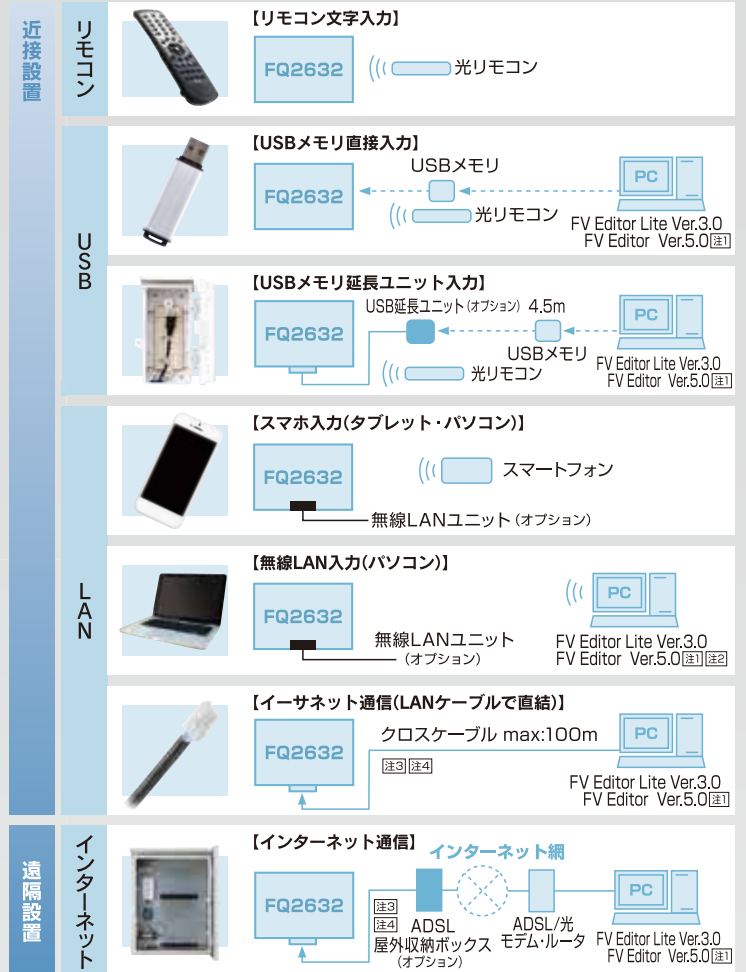 近接設置
リモコン
【リモコン文字入力】
FQ2632
光リモコン
USB
【USBメモリ直接入力】
USBメモリ
FQ2632
光リモコン
PC
FV Editor Lite Ver.3.0
FV Editor Ver.5.0注1
【USBメモリ延長ユニット入力】
USB延長ユニット(オプション) 4.5m
FQ2632
USBメモリ
光リモコン
PC
FV Editor Lite Ver.3.0
FV Editor Ver.5.0注1
LAN
【スマホ入力(タブレット・パソコン)】
FQ2632
スマートフォン
無線LANユニット(オプション)
【無線LAN入力(パソコン)】
FQ2632
無線LANユニット
(オプション)
PC
FV Editor Lite Ver.3.0
FV Editor Ver.5.0注1注2
【イーサネット通信(LANケーブルで直結)】
FQ2632
クロスケーブル max:100m
注3注4
PC
FV Editor Lite Ver.3.0
FV Editor Ver.5.0注1
遠隔設置
インターネット
【インターネット通信】
インターネット網
FQ2632
注3
注4
ADSL
屋外収納ボックス
(オプション)
ADSL/光
モデム・ルータ
PC
FV Editor Lite Ver.3.0
FV Editor Ver.5.0注1